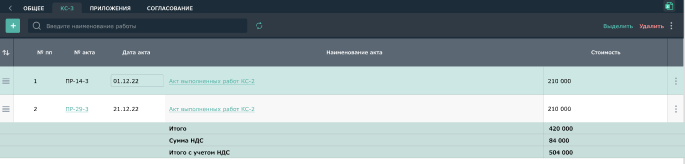 ОБЩЕЕ КС-3 ПРИЛОЖЕНИЯ СОГЛАСОВАНИЕ
Введите наименование работы Выделить Удалить
№ пп № акта Дата акта Наименование акта Стоимость
1 ПР-14-3 01.12.22 Акт выполненных работ КС-2 210 000
2 ПР-29-3 21.12.22 Акт выполненных работ КС-2 210 000
Итого 420 000
Сумма НДС 84 000
Итого с учетом НДС 504 000